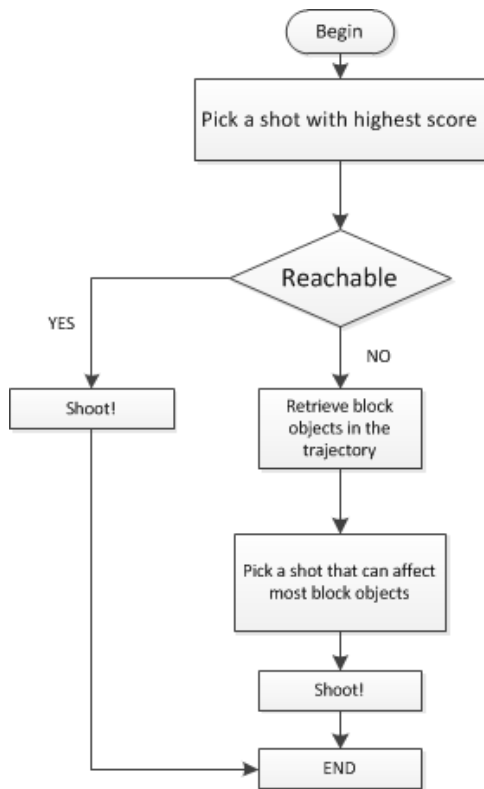 Begin
Pick a shot with highest score
Reachable
YES
NO
Shoot!
Retrieve block
objects in the
trajectory
Pick a shot that can affect
most block objects
Shoot!
END